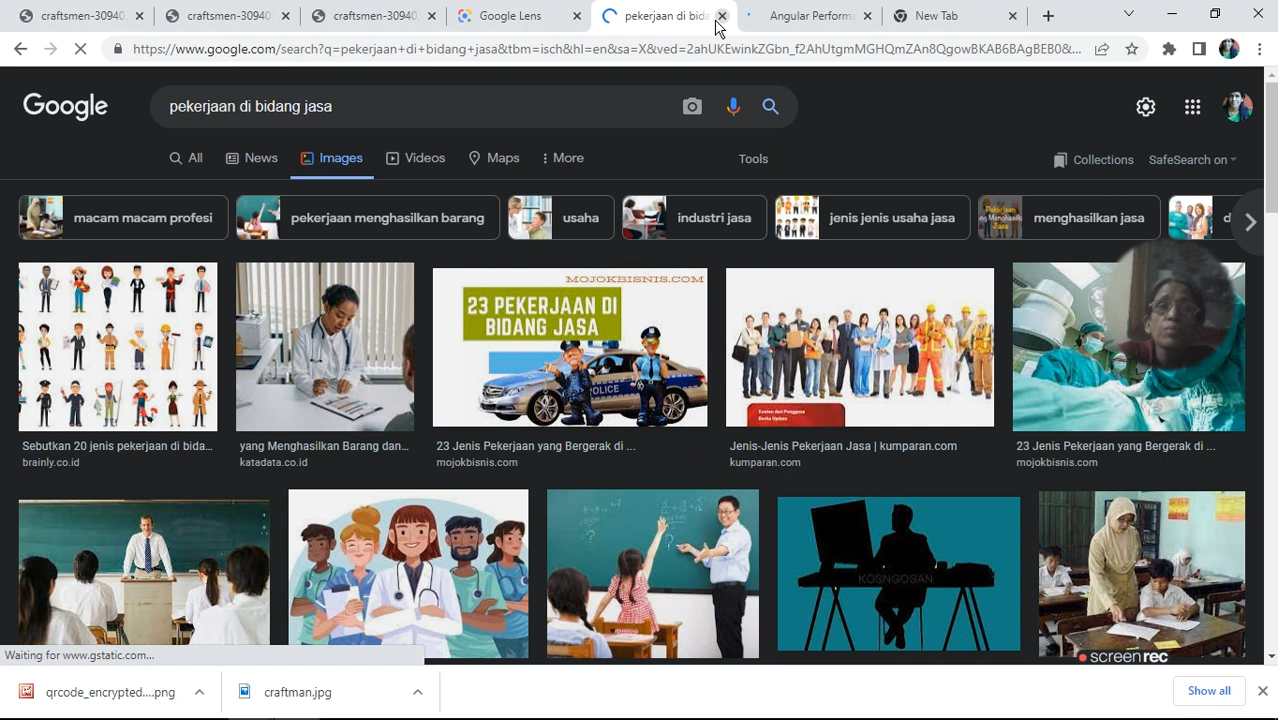 craftsmen-30940
craftsmen-30940
craftsmen-30940
Google Lens
pekerjaan di bida
Angular Performa
New Tab
https://www.google.com/search?q=pekerjaan+di+bidang+jasa&tbm=isch&hl=en&sa=X&ved=2ahUKEwinkZGbn_f2AhUtgmMGHQmZAn8QgowBKAB6BAgBEB0&...
Google
pekerjaan di bidang jasa
All
News
Images
Videos
Maps
More
Tools
Collections
SafeSearch on
macam macam profesi
pekerjaan menghasilkan barang
usaha
industri jasa
jenis jenis usaha jasa
menghasilkan jasa
d
MOJOKBISNIS.COM
23 PEKERJAAN DI
BIDANG JASA
POLICE
Sebutkan 20 jenis pekerjaan di bida...
brainly.co.id
yang Menghasilkan Barang dan...
katadata.co.id
23 Jenis Pekerjaan yang Bergerak di ...
mojokbisnis.com
Jenis-Jenis Pekerjaan Jasa | kumparan.com
kumparan.com
23 Jenis Pekerjaan yang Bergerak di ...
mojokbisnis.com
KOSNGOSAN
Waiting for www.gstatic.com...
screenrec
qrcode_encrypted....png
craftman.jpg
Show all